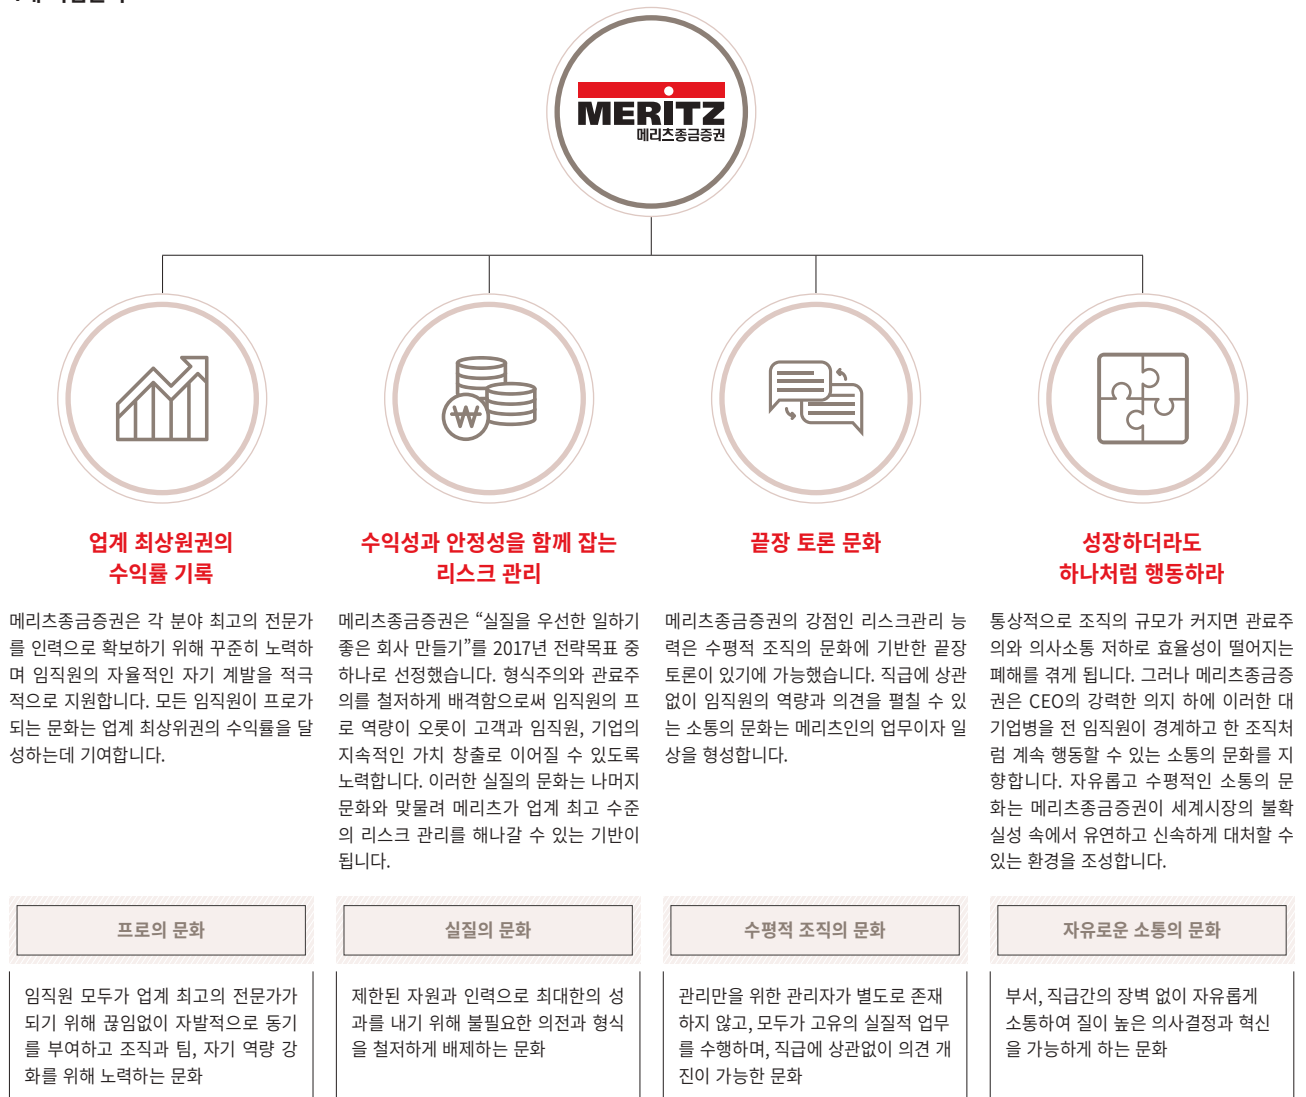 MERITZ
메리츠종금증권
업계 최상원권의
수익률 기록
메리츠종금증권은 각 분야 최고의 전문가
를 인력으로 확보하기 위해 꾸준히 노력하
며 임직원의 자율적인 자기 계발을 적극
적으로 지원합니다. 모든 임직원이 프로가
되는 문화는 업계 최상위권의 수익률을 달
성하는데 기여합니다.
수익성과 안정성을 함께 잡는
리스크 관리
메리츠종금증권은 “실질을 우선한 일하기
좋은 회사 만들기”를 2017년 전략목표 중
하나로 선정했습니다. 형식주의와 관료주
의를 철저하게 배격함으로써 임직원의 프
로 역량이 오롯이 고객과 임직원, 기업의
지속적인 가치 창출로 이어질 수 있도록
노력합니다. 이러한 실질의 문화는 나머지
문화와 맞물려 메리츠가 업계 최고 수준
의 리스크 관리를 해나갈 수 있는 기반이
됩니다.
끝장 토론 문화
메리츠종금증권의 강점인 리스크관리 능
력은 수평적 조직의 문화에 기반한 끝장
토론이 있기에 가능했습니다. 직급에 상관
없이 임직원의 역량과 의견을 펼칠 수 있
는 소통의 문화는 메리츠인의 업무이자 일
상을 형성합니다.
성장하더라도
하나처럼 행동하라
통상적으로 조직의 규모가 커지면 관료주
의와 의사소통 저하로 효율성이 떨어지는
폐해를 겪게 됩니다. 그러나 메리츠종금증
권은 CEO의 강력한 의지 하에 이러한 대
기업병을 전 임직원이 경계하고 한 조직처
럼 계속 행동할 수 있는 소통의 문화를 지
향합니다. 자유롭고 수평적인 소통의 문
화는 메리츠종금증권이 세계시장의 불확
실성 속에서 유연하고 신속하게 대처할 수
있는 환경을 조성합니다.
프로의 문화
임직원 모두가 업계 최고의 전문가가
되기 위해 끊임없이 자발적으로 동기
를 부여하고 조직과 팀, 자기 역량 강
화를 위해 노력하는 문화
실질의 문화
제한된 자원과 인력으로 최대한의 성
과를 내기 위해 불필요한 의전과 형식
을 철저하게 배제하는 문화
수평적 조직의 문화
관리만을 위한 관리자가 별도로 존재
하지 않고, 모두가 고유의 실질적 업무
를 수행하며, 직급에 상관없이 의견 개
진이 가능한 문화
자유로운 소통의 문화
부서, 직급간의 장벽 없이 자유롭게
소통하여 질이 높은 의사결정과 혁신
을 가능하게 하는 문화